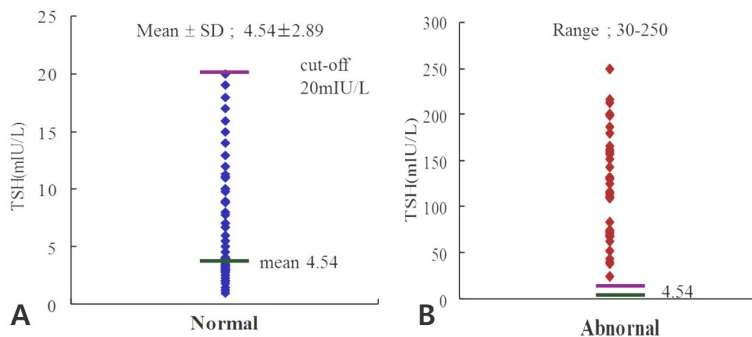 Mean ± SD ; 4.54±2.89
cut-off
20mIU/L
TSH(mIU/L)
25
20
15
10
5
0
mean 4.54
A
Normal
Range ; 30-250
TSH(mIU/L)
300
250
200
150
100
50
0
4.54
B
Abnornal